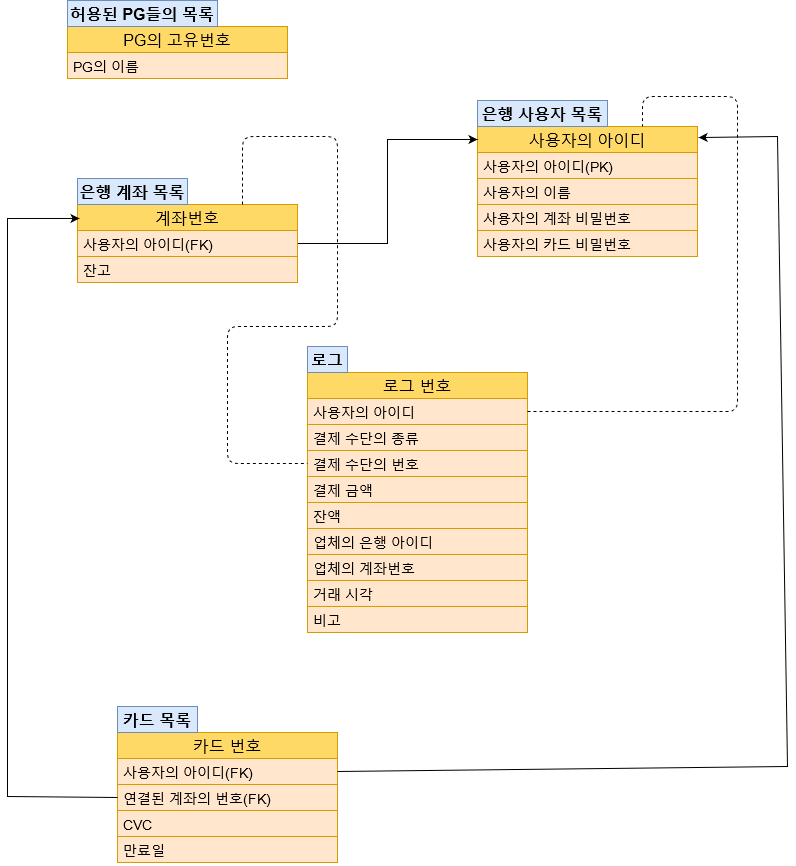 허용된 PG들의 목록
PG의 고유번호
PG의 이름
은행 사용자 목록
사용자의 아이디
사용자의 아이디(PK)
사용자의 이름
사용자의 계좌 비밀번호
사용자의 카드 비밀번호
은행 계좌 목록
계좌번호
사용자의 아이디(FK)
잔고
로그
로그 번호
사용자의 아이디
결제 수단의 종류
결제 수단의 번호
결제 금액
잔액
업체의 은행 아이디
업체의 계좌번호
거래 시각
비고
카드 목록
카드 번호
사용자의 아이디(FK)
연결된 계좌의 번호(FK)
CVC
만료일